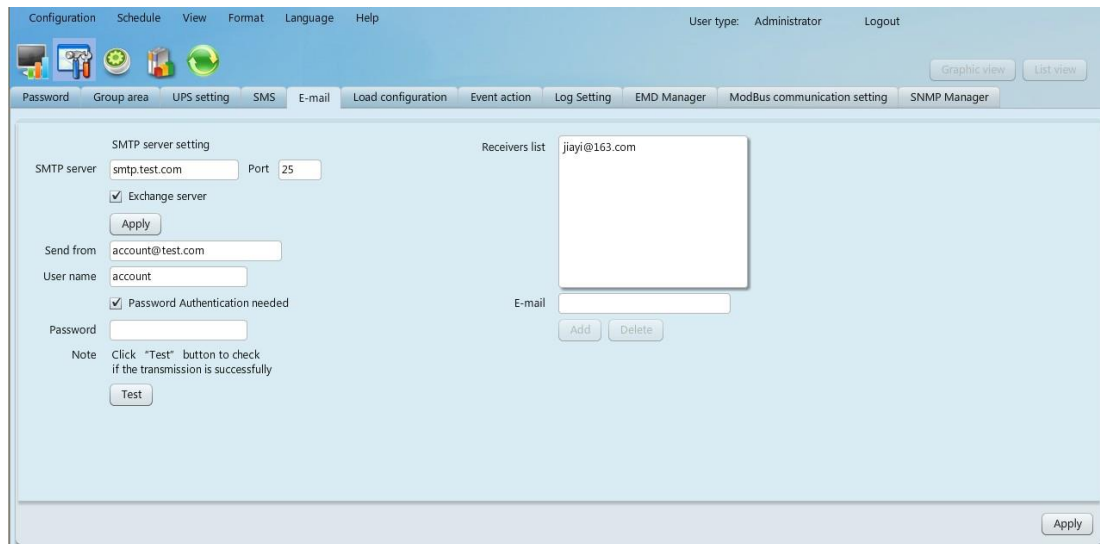 Configuration Schedule View Format Language Help User type: Administrator Logout
Graphic view List view
Password Group area UPS setting SMS E-mail Load configuration Event action Log Setting EMD Manager ModBus communication setting SNMP Manager
SMTP server setting
Receivers list jiayi@163.com
SMTP server smtp.test.com Port 25
Exchange server
Apply
Send from account@test.com
User name account
Password Authentication needed
E-mail
Password
Add Delete
Note Click "Test" button to check
if the transmission is successfully
Test
Apply